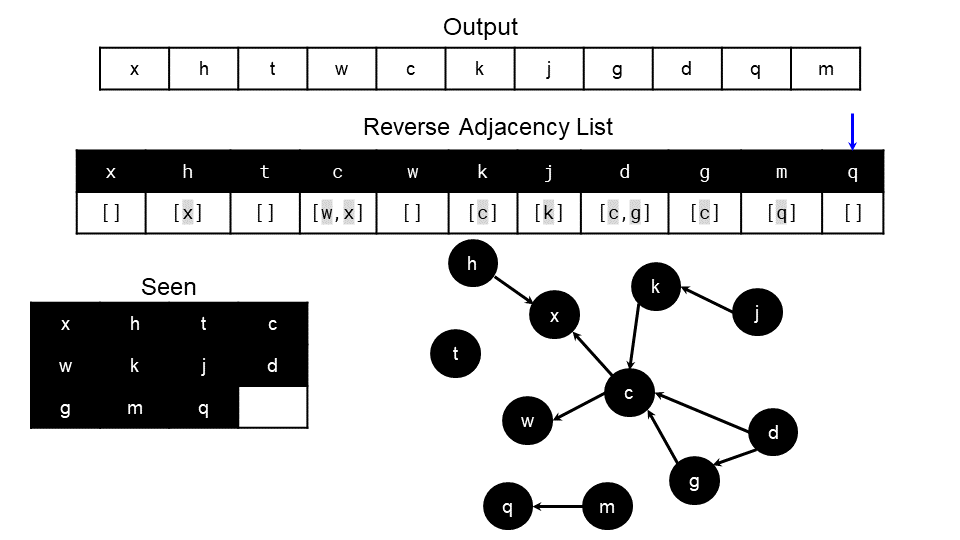 Output
x h t w c k j g d q m
Reverse Adjacency List
x h t c w k j d g m q
[] [x] [] [w,x] [] [c] [k] [c,g] [c] [q] []
Seen
x h t c
w k j d
g m q
h
k
x
j
t
c
w
d
g
q
m